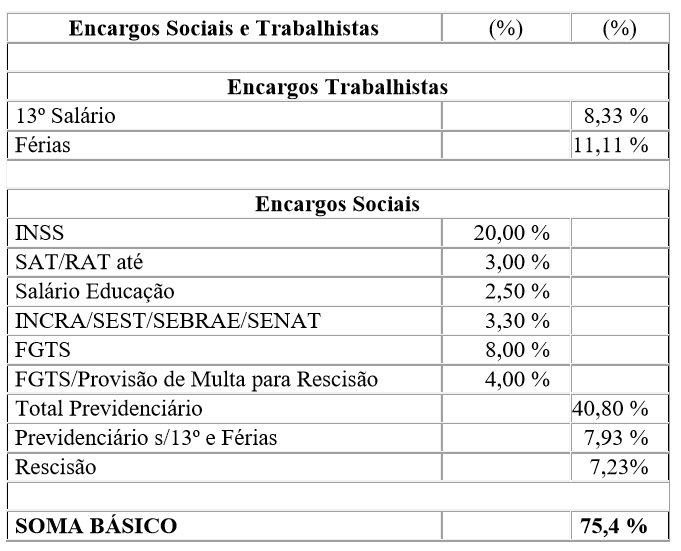 Encargos Sociais e Trabalhistas (%) (%)
Encargos Trabalhistas
13º Salário 8,33 %
Férias 11,11 %
Encargos Sociais
INSS 20,00 %
SAT/RAT até 3,00 %
Salário Educação 2,50 %
INCRA/SEST/SEBRAE/SENAT 3,30 %
FGTS 8,00 %
FGTS/Provisão de Multa para Rescisão 4,00 %
Total Previdenciário 40,80 %
Previdenciário s/13º e Férias 7,93 %
Rescisão 7,23%
SOMA BÁSICO 75,4 %